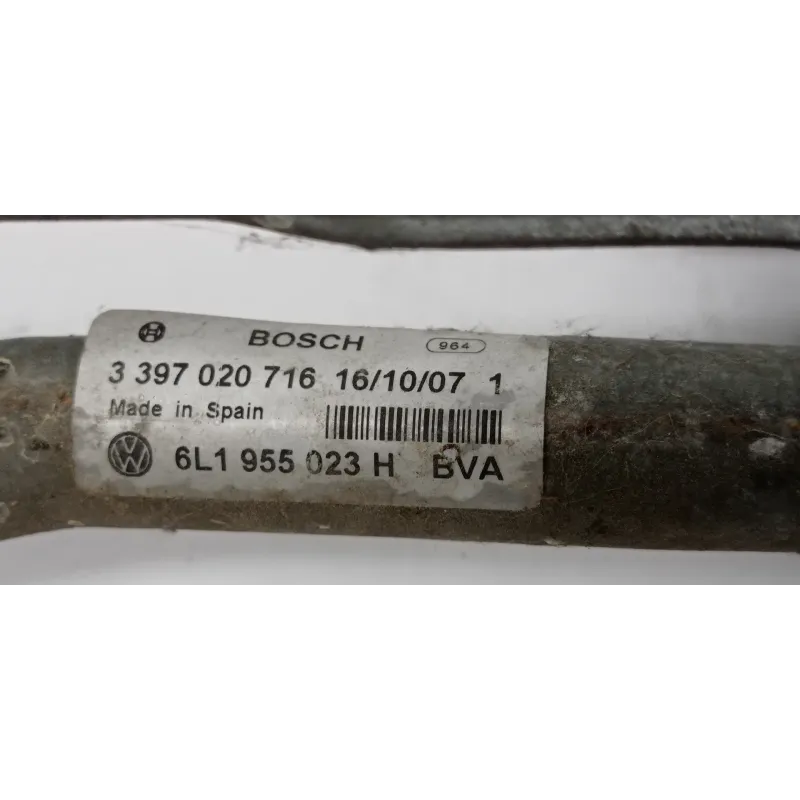 BOSCH 964
3 397 020 716 16/10/07 1
Made in Spain
6L1 955 023 H BVA